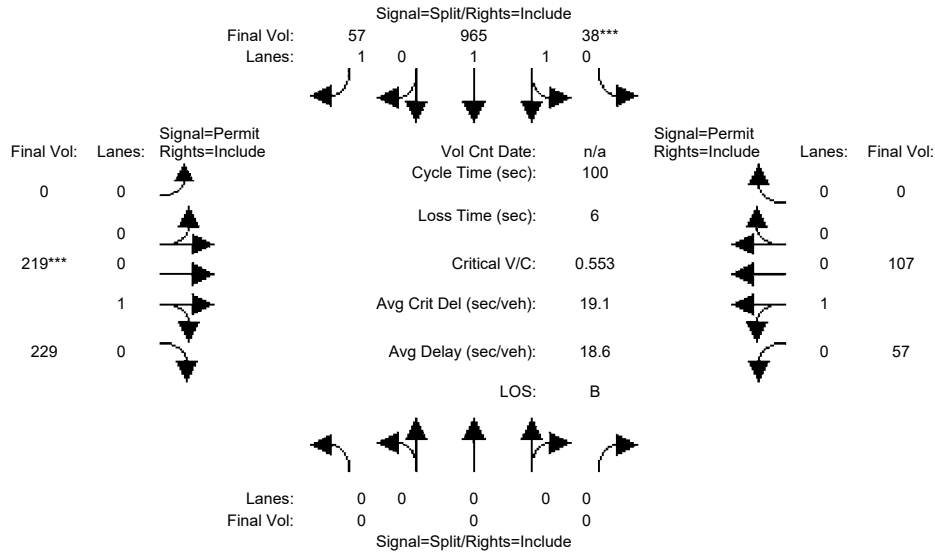 Signal=Split/Rights=Include
Final Vol: 57 965 38***
Lanes: 1 0 1 1 0
Signal=Permit Signal=Permit
Final Vol: Lanes: Rights=Include Vol Cnt Date: n/a Rights=Include Lanes: Final Vol:
Cycle Time (sec): 100
0 0 0 0
Loss Time (sec): 6
0 0
219*** 0 Critical V/C: 0.553 0 107
1 Avg Crit Del (sec/veh): 19.1 1
229 0 Avg Delay (sec/veh): 18.6 0 57
LOS: B
Lanes: 0 0 0 0 0
Final Vol: 0 0 0
Signal=Split/Rights=Include